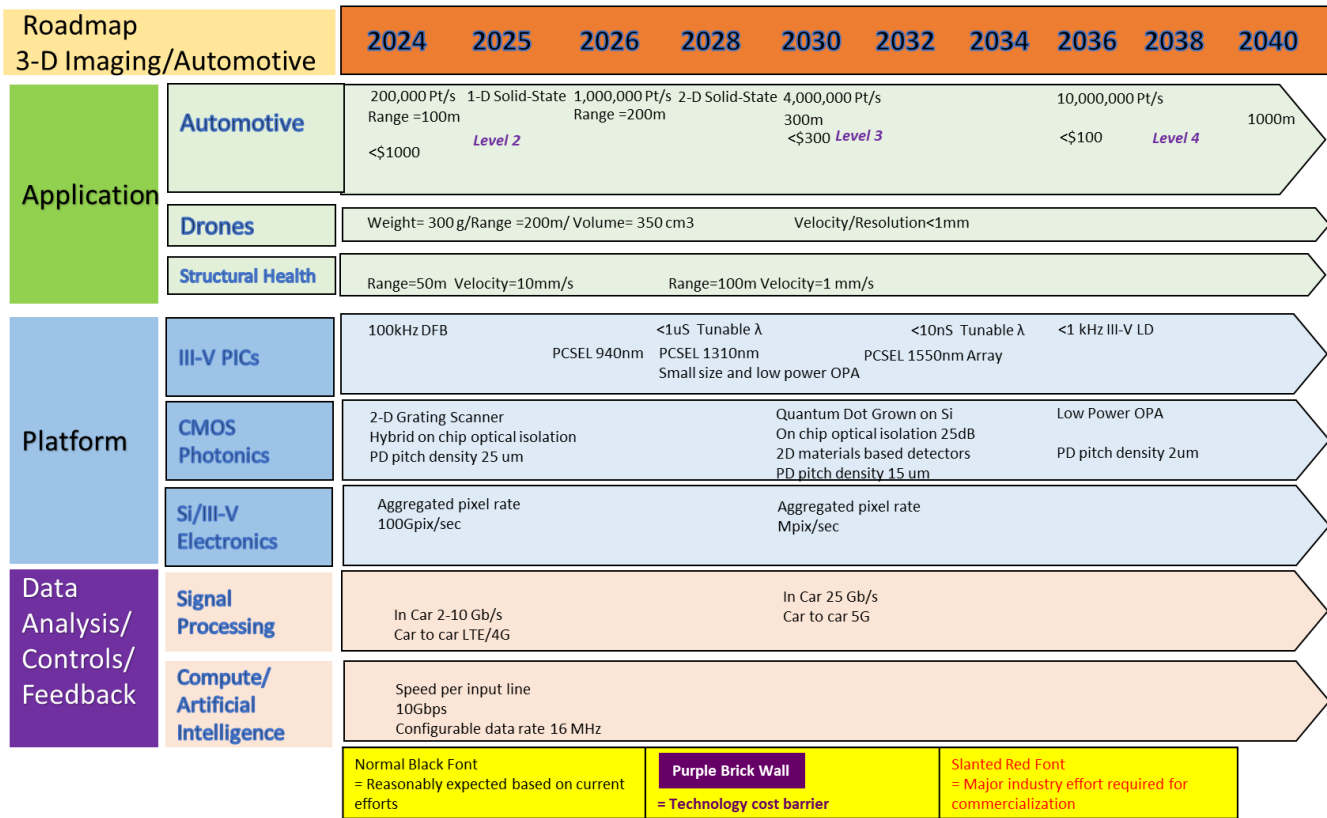 Roadmap
3-D Imaging/Automotive
2024 2025 2026 2028 2030 2032 2034 2036 2038 2040
Application
Automotive
200,000 Pt/s 1-D Solid-State 1,000,000 Pt/s 2-D Solid-State 4,000,000 Pt/s 10,000,000 Pt/s
Range =100m Range =200m 300m 1000m
Level 2 <$300 Level 3 <$100 Level 4
<$1000
Drones
Weight= 300 g/Range =200m/ Volume= 350 cm3 Velocity/Resolution<1mm
Structural Health
Range=50m Velocity=10mm/s Range=100m Velocity=1 mm/s
Platform
III-V PICs
100kHz DFB <1uS Tunable λ <10nS Tunable λ <1 kHz III-V LD
PCSEL 940nm PCSEL 1310nm PCSEL 1550nm Array
Small size and low power OPA
CMOS
Photonics
2-D Grating Scanner
Hybrid on chip optical isolation
PD pitch density 25 um
Quantum Dot Grown on Si
On chip optical isolation 25dB
2D materials based detectors
PD pitch density 15 um
Low Power OPA
PD pitch density 2um
Si/III-V
Electronics
Aggregated pixel rate
100Gpix/sec
Aggregated pixel rate
Mpix/sec
Data
Analysis/
Controls/
Feedback
Signal
Processing
In Car 2-10 Gb/s
Car to car LTE/4G
In Car 25 Gb/s
Car to car 5G
Compute/
Artificial
Intelligence
Speed per input line
10Gbps
Configurable data rate 16 MHz
Normal Black Font
= Reasonably expected based on current
efforts
Purple Brick Wall
= Technology cost barrier
Slanted Red Font
= Major industry effort required for
commercialization